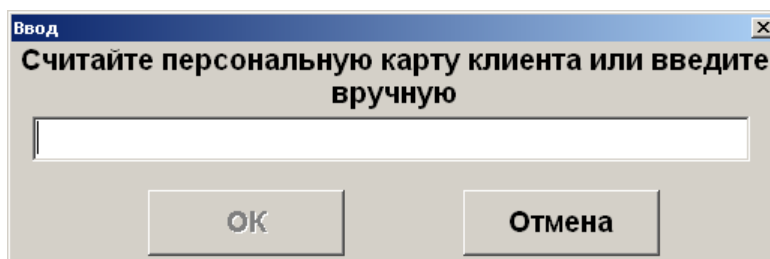 Ввод
Считайте персональную карту клиента или введите
вручную
ОК
Отмена